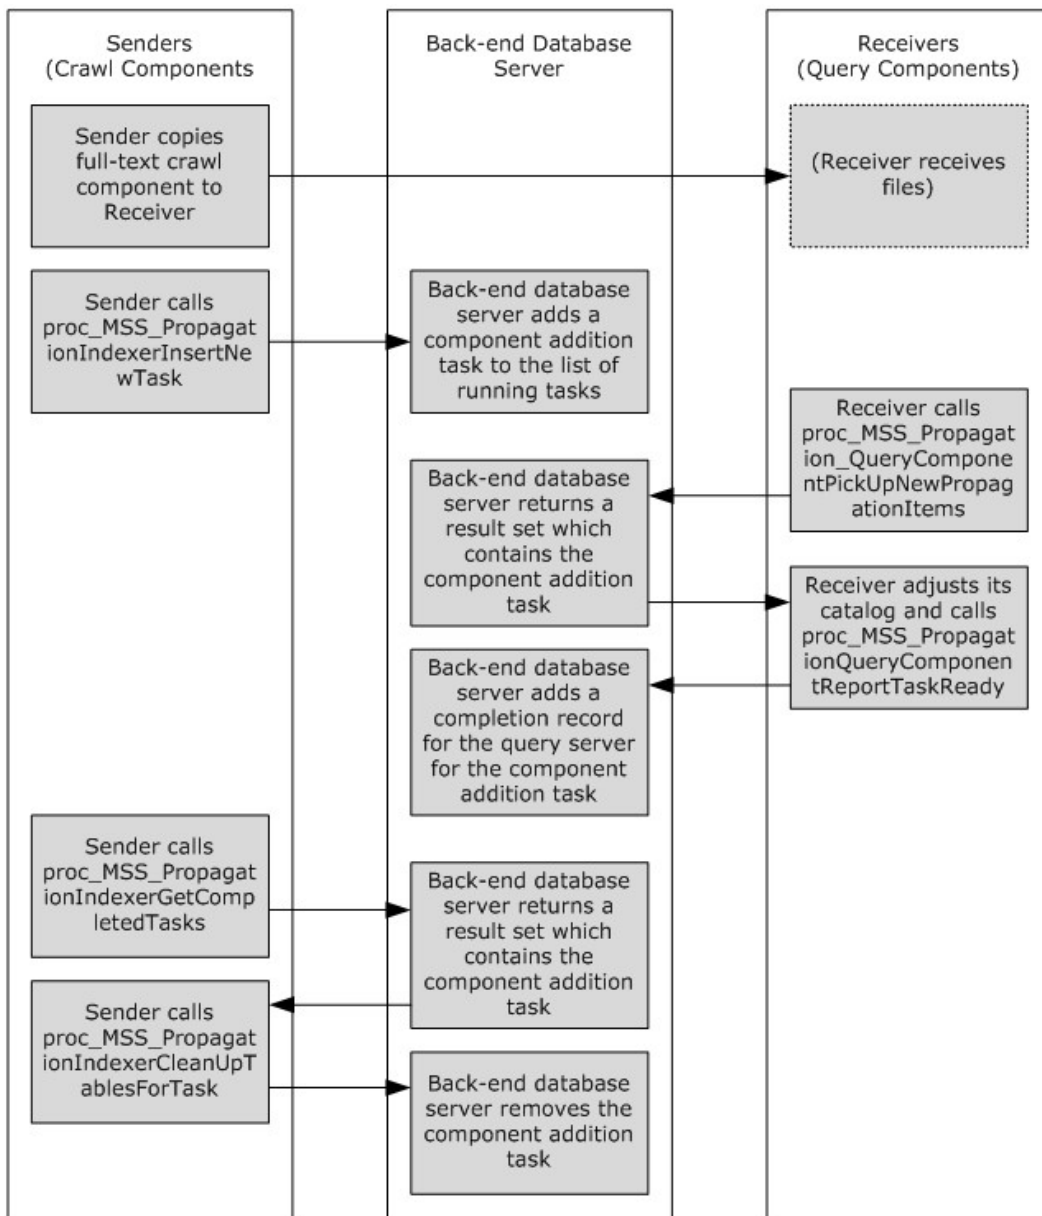 Senders
(Crawl Components
Back-end Database
Server
Receivers
(Query Components)
Sender copies
full-text crawl
component to
Receiver
(Receiver receives
files)
Sender calls
proc_MSS_Propagat
ionIndexerInsertNe
wTask
Back-end database
server adds a
component addition
task to the list of
running tasks
Receiver calls
proc_MSS_Propagat
ion_QueryCompone
ntPickUpNewPropag
ationItems
Back-end database
server returns a
result set which
contains the
component addition
task
Receiver adjusts its
catalog and calls
proc_MSS_Propagat
ionQueryComponen
tReportTaskReady
Back-end database
server adds a
completion record
for the query server
for the component
addition task
Sender calls
proc_MSS_Propagat
ionIndexerGetComp
letedTasks
Back-end database
server returns a
result set which
contains the
component addition
task
Sender calls
proc_MSS_Propagat
ionIndexerCleanUpT
ablesForTask
Back-end database
server removes the
component addition
task